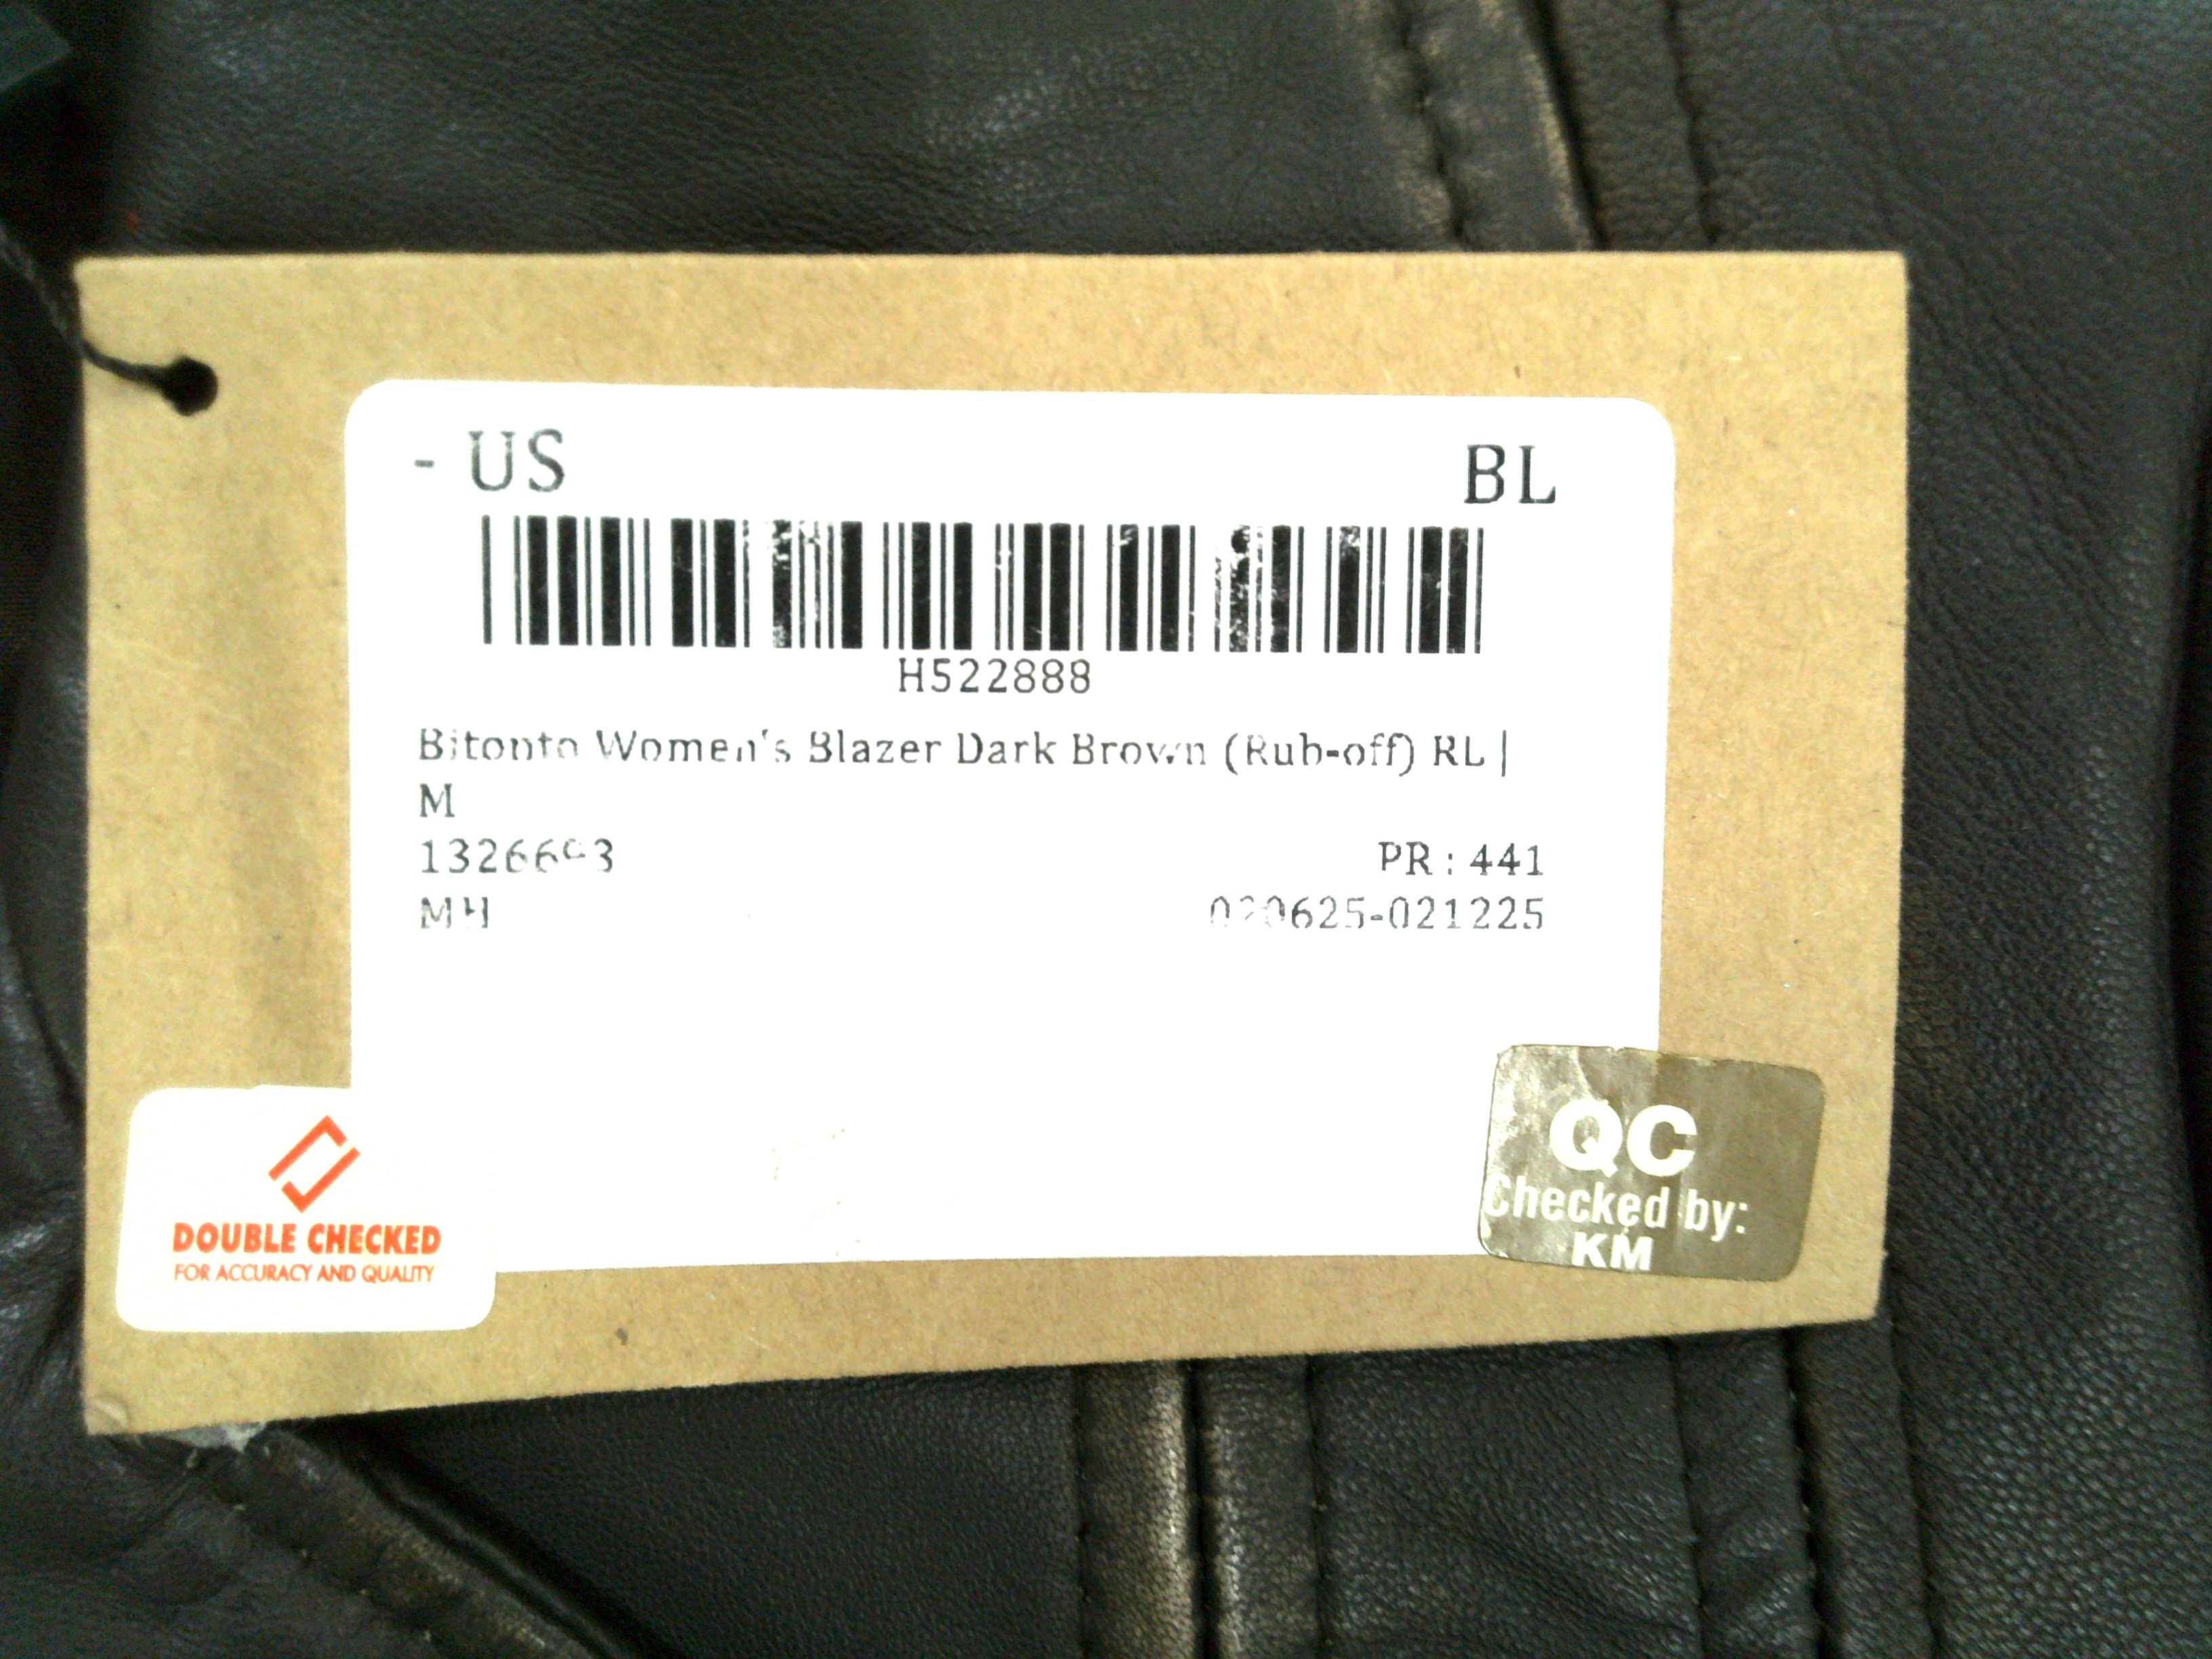 - US BL
H522888
Bitonto Women's Blazer Dark Brown (Rub-off) RL |
M
PR : 441
MH
DOUBLE CHECKED
FOR ACCURACY AND QUALITY
QC
Checked by:
KM